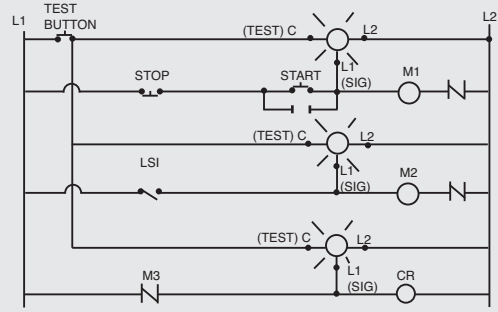 L1
TEST
BUTTON
L2
(TEST) C
L2
L1
(SIG)
STOP
START
M1
(TEST) C
L2
L1
(SIG)
LSI
M2
(TEST) C
L2
L1
(SIG)
M3
CR